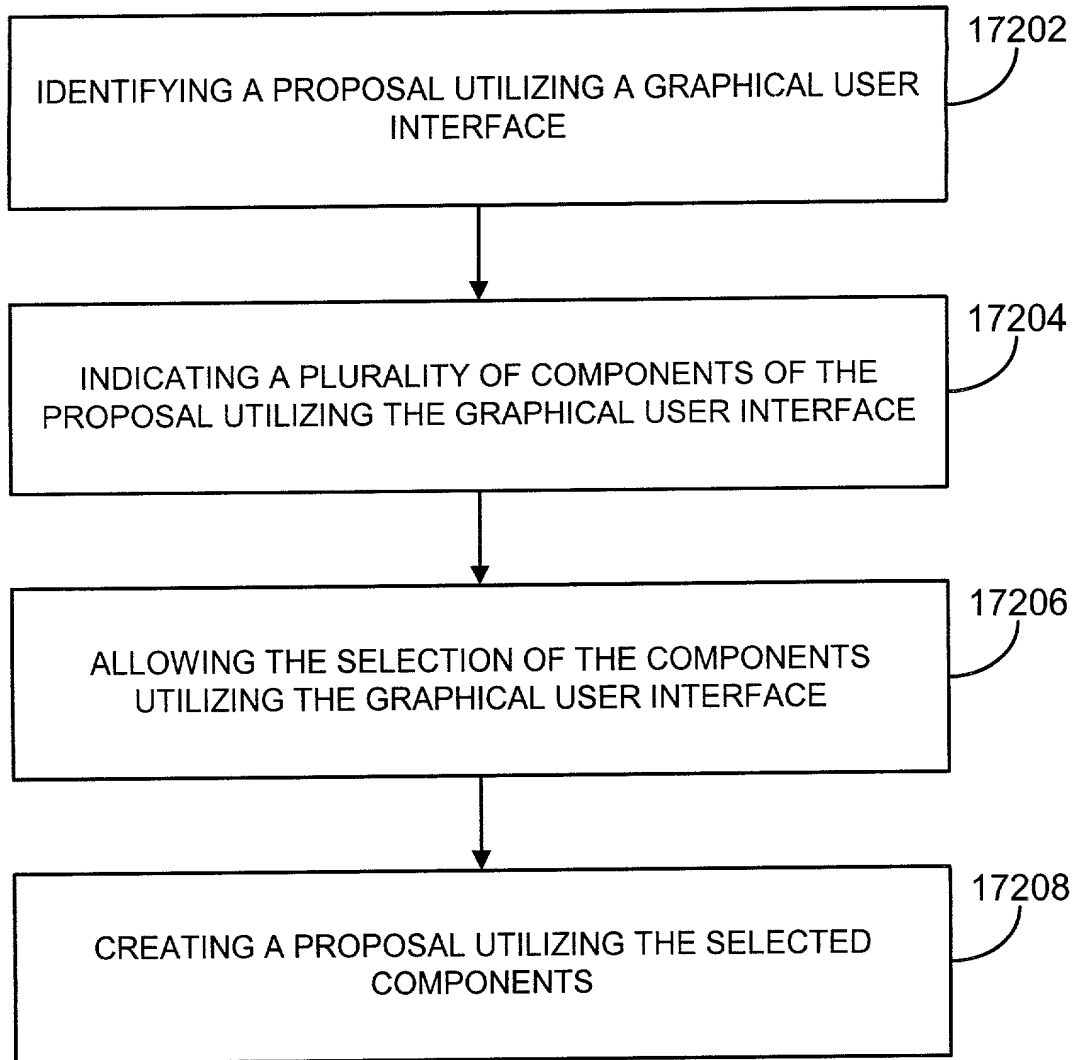 17202
IDENTIFYING A PROPOSAL UTILIZING A GRAPHICAL USER
INTERFACE
17204
INDICATING A PLURALITY OF COMPONENTS OF THE
PROPOSAL UTILIZING THE GRAPHICAL USER INTERFACE
17206
ALLOWING THE SELECTION OF THE COMPONENTS
UTILIZING THE GRAPHICAL USER INTERFACE
17208
CREATING A PROPOSAL UTILIZING THE SELECTED
COMPONENTS